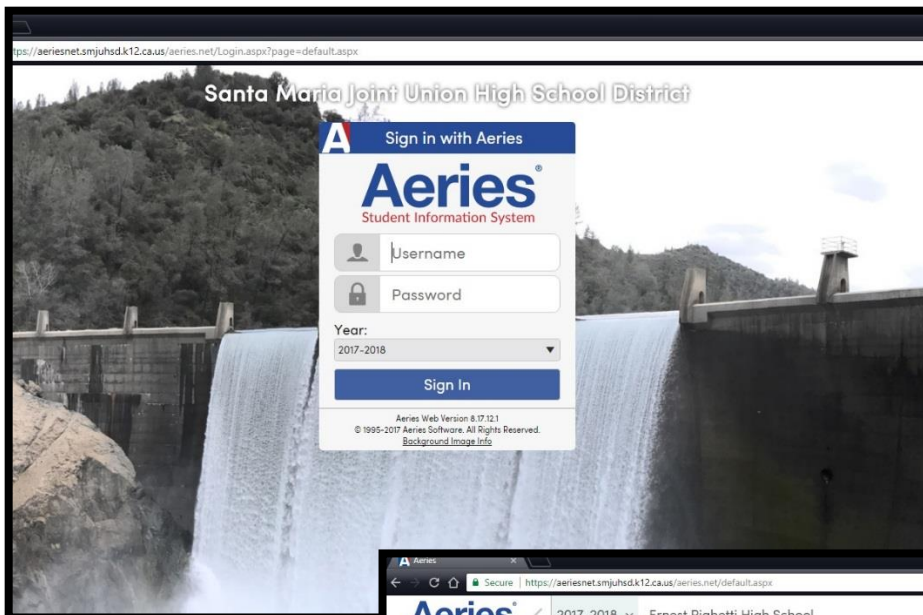 tps://aeriesnet.smjuhsd.k12.ca.us/aeries.net/Login.aspx?page=default.aspx
Santa Maria Joint Union High School District
A Sign in with Aeries
Aeries®
Student Information System
Username
Password
Year:
2017-2018
Sign In
Aeries Web Version 8.17.12.1
© 1995-2017 Aeries Software. All Rights Reserved.
Background Image Info
A Aeries
Secure https://aeriesnet.smjuhsd.k12.ca.us/aeries.net/default.aspx
Aeries® 2017-2018 Ernest Righetti High School